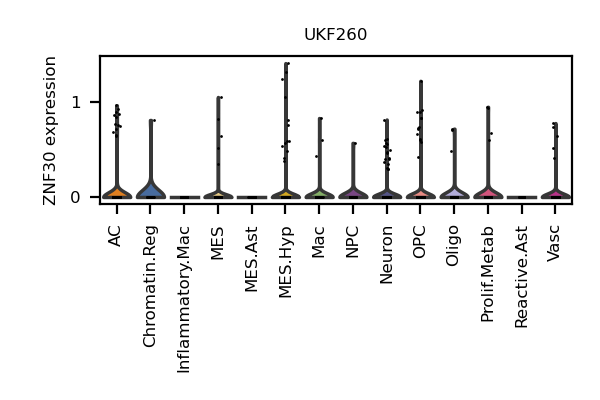 UKF260
ZNF30 expression
1
0
AC
Chromatin.Reg
Inflammatory.Mac
MES
MES.Ast
MES.Hyp
Mac
NPC
Neuron
OPC
Oligo
Prolif.Metab
Reactive.Ast
Vasc